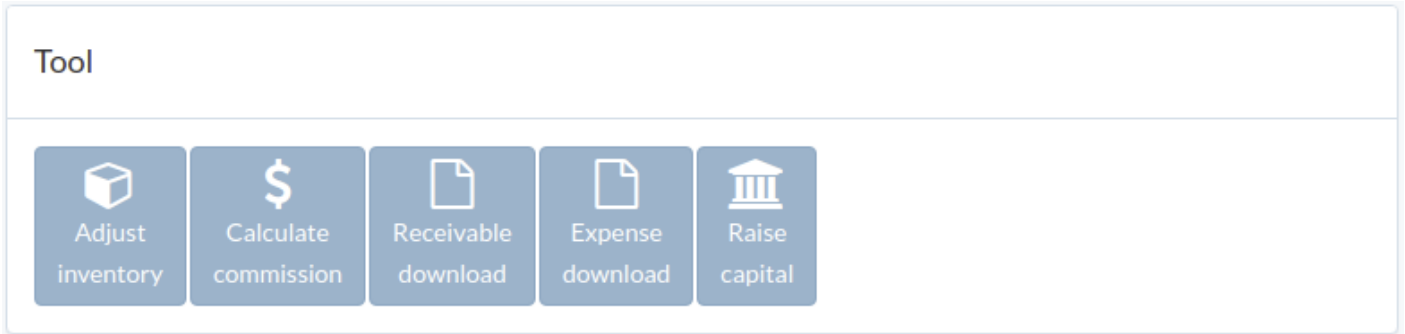 Tool
Adjust
inventory
Calculate
commission
Receivable
download
Expense
download
Raise
capital